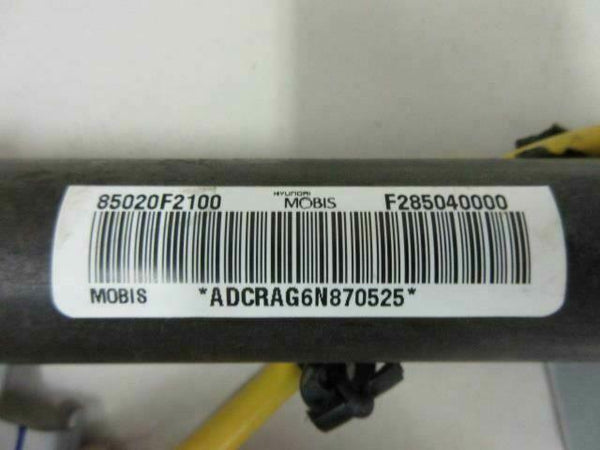 85020F2100 HYUNDAI MOBIS F285040000
MOBIS *ADCRAG6N870525*